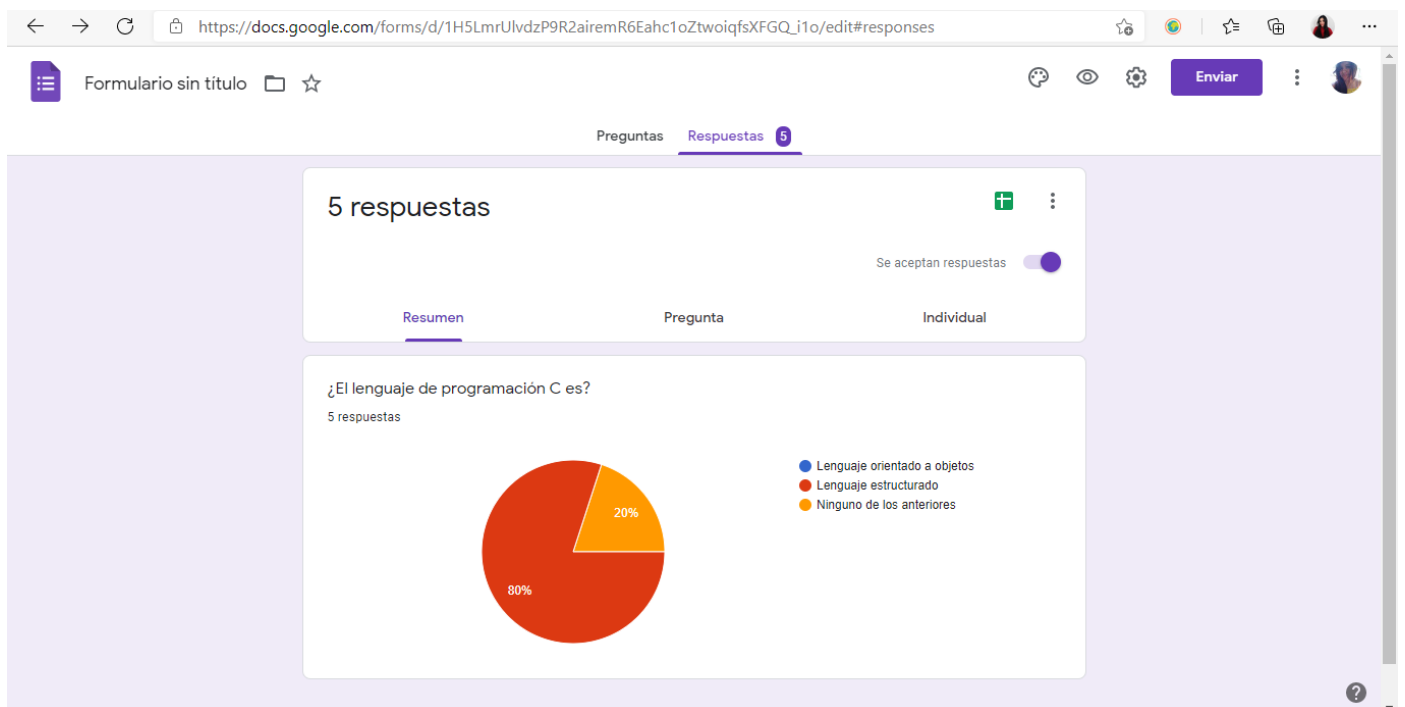 https://docs.google.com/forms/d/1H5LmrUlvdzP9R2airemR6Eahc1oZtwoiqfsXFGQ_i1o/edit#responses
Formulario sin título
Enviar
Preguntas Respuestas 5
5 respuestas
Se aceptan respuestas
Resumen Pregunta Individual
¿El lenguaje de programación C es?
5 respuestas
Lenguaje orientado a objetos
Lenguaje estructurado
Ninguno de los anteriores
20%
80%